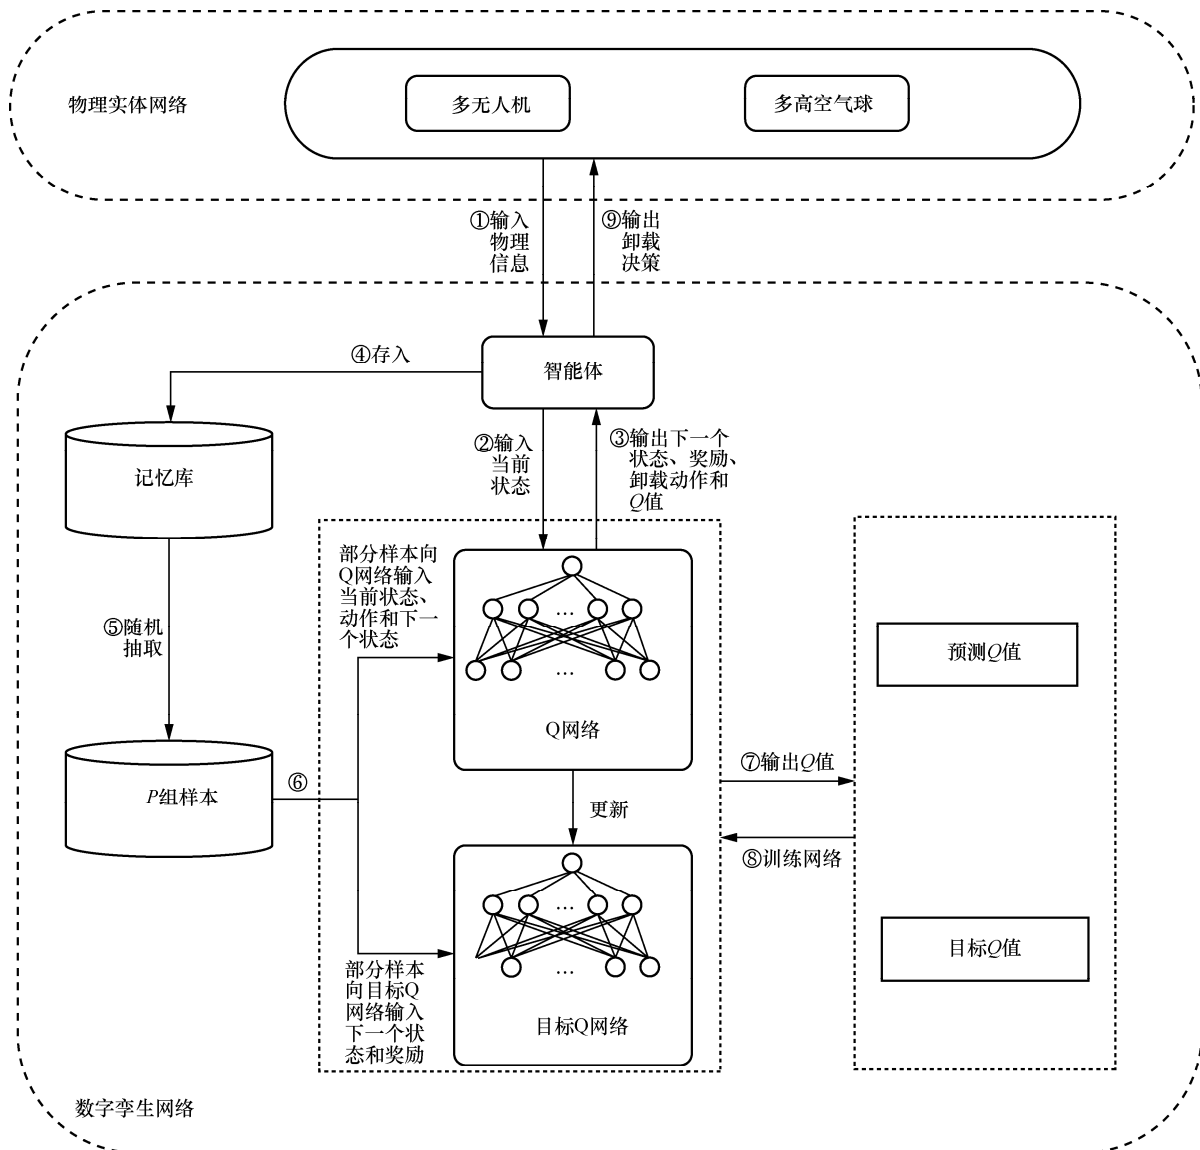 物理实体网络
多无人机
多高空气球
①输入
物理
信息
⑨输出
卸载
决策
智能体
④存入
记忆库
②输入
当前
状态
③输出下一个
状态、奖励、
卸载动作和
Q值
部分样本向
Q网络输入
当前状态、
动作和下一
个状态
...
...
Q网络
⑤随机
抽取
预测Q值
P组样本
⑥
⑦输出Q值
更新
⑧训练网络
...
...
目标Q网络
部分样本
向目标Q
网络输入
下一个状
态和奖励
目标Q值
数字孪生网络